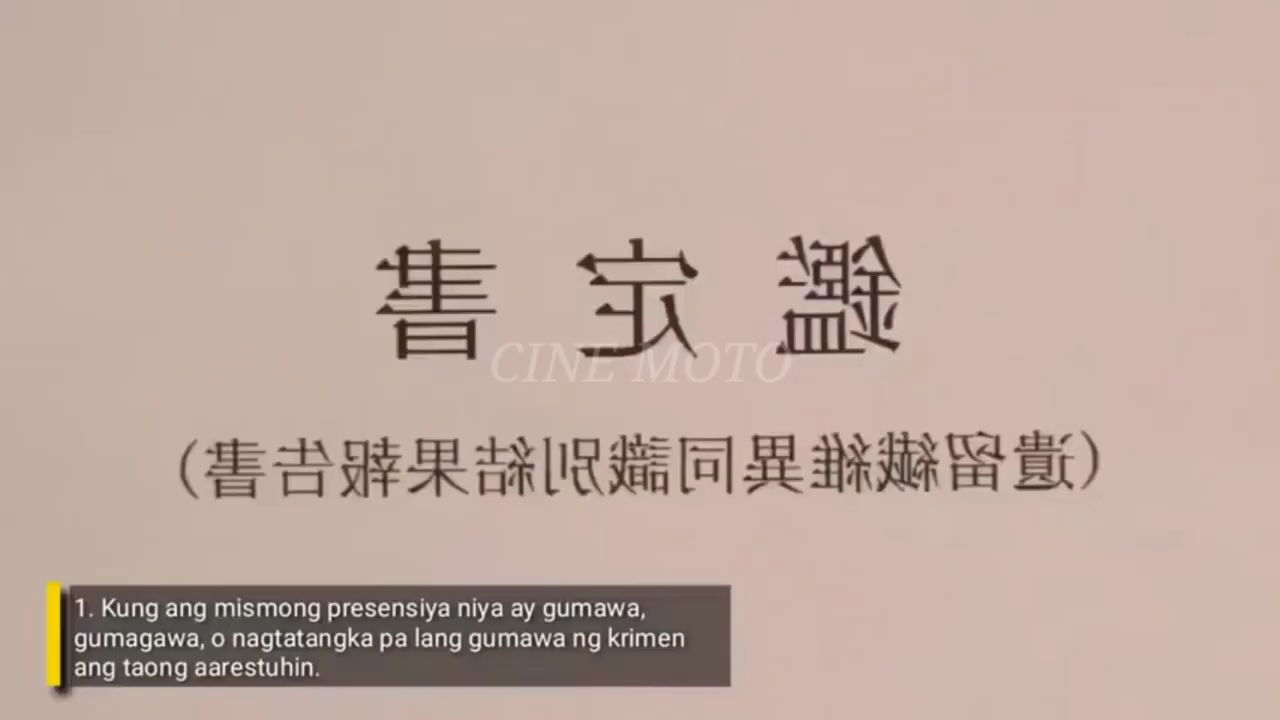 鑑定書
CINE MOTO
(遺留繊維異同識別結果報告書)
1. Kung ang mismong presensiya niya ay gumawa,
gumagawa, o nagtatangka pa lang gumawa ng krimen
ang taong aarestuhin.